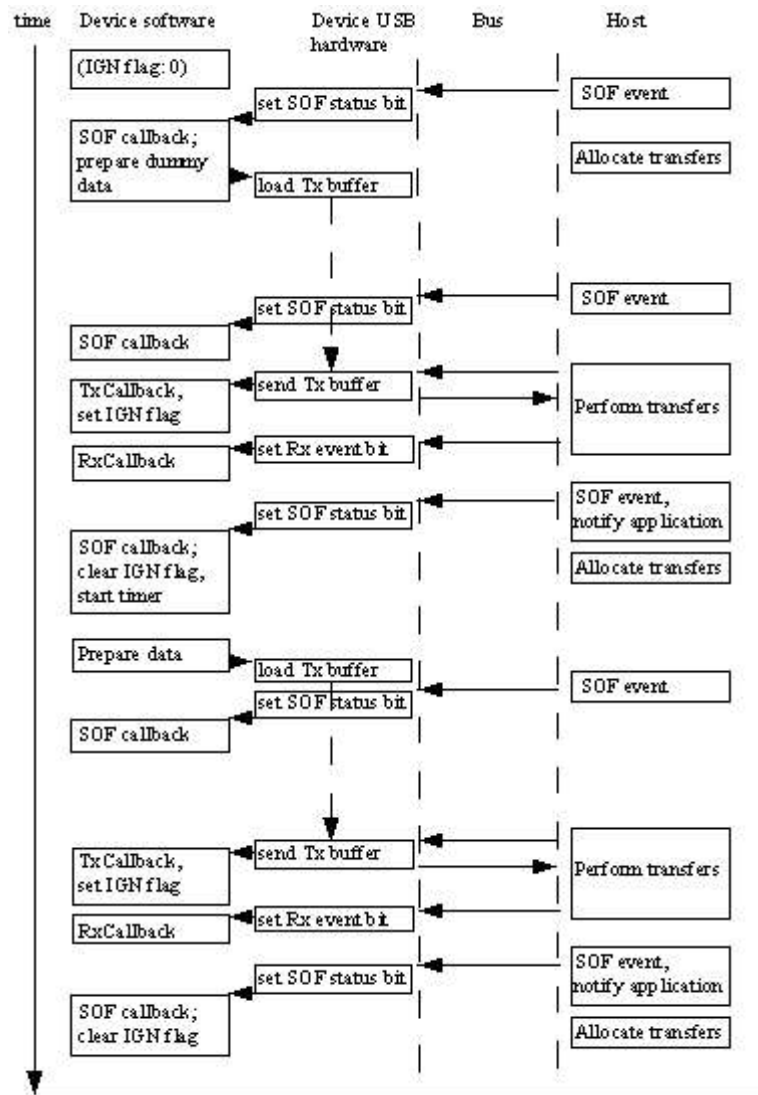 time Device software Device USB Bus Host
hardware
(IGN flag: 0)
SOF event
set SOF status bit
SOF callback;
prepare dummy
data
Allocate transfers
load Tx buffer
SOF event
set SOF status bit
SOF callback
send Tx buffer
TxCallback,
set IGN flag
Perform transfers
set Rx event bit
RxCallback
SOF event,
notify application
set SOF status bit
SOF callback;
clear IGN flag,
start timer
Allocate transfers
Prepare data
load Tx buffer
SOF event
set SOF status bit
SOF callback
send Tx buffer
TxCallback,
set IGN flag
Perform transfers
set Rx event bit
RxCallback
SOF event,
notify application
set SOF status bit
SOF callback;
clear IGN flag
Allocate transfers